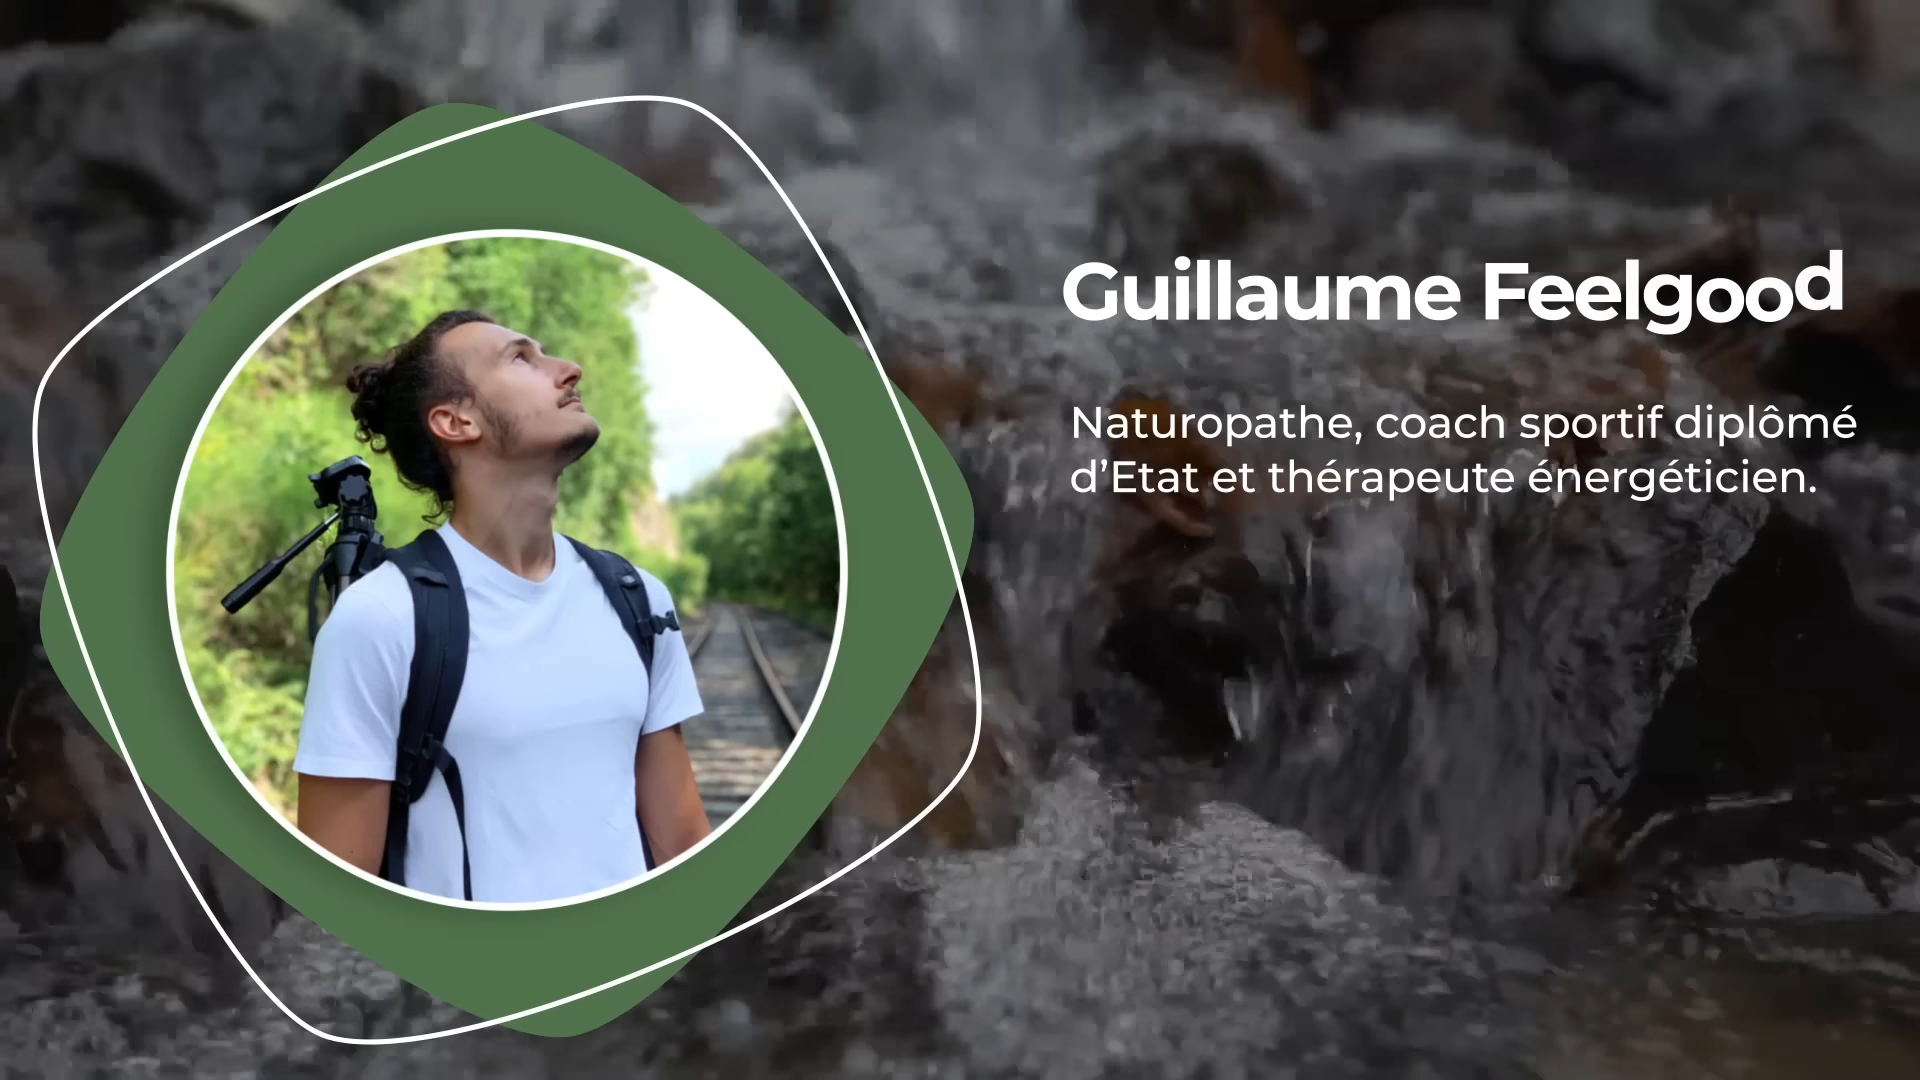 Guillaume Feelgood
Naturopathe, coach sportif diplômé
d’Etat et thérapeute énergéticien.